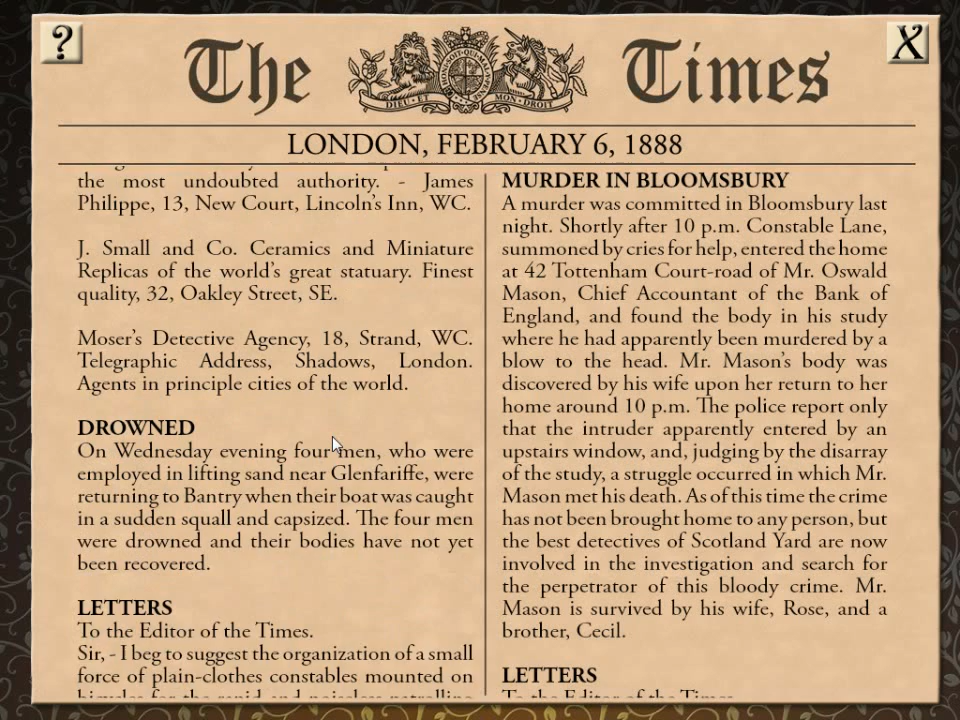 ?
The Times
X
DIEU · ET MON · DROIT
LONDON, FEBRUARY 6, 1888
the most undoubted authority. - James
Philippe, 13, New Court, Lincoln's Inn, WC.
J. Small and Co. Ceramics and Miniature
Replicas of the world's great statuary. Finest
quality, 32, Oakley Street, SE.
Moser's Detective Agency, 18, Strand, WC.
Telegraphic Address, Shadows, London.
Agents in principle cities of the world.
DROWNED
On Wednesday evening four men, who were
employed in lifting sand near Glenfariffe, were
returning to Bantry when their boat was caught
in a sudden squall and capsized. The four men
were drowned and their bodies have not yet
been recovered.
LETTERS
To the Editor of the Times.
Sir, - I beg to suggest the organization of a small
force of plain-clothes constables mounted on
bicycles for the rapid and noiseless patrolling
MURDER IN BLOOMSBURY
A murder was committed in Bloomsbury last
night. Shortly after 10 p.m. Constable Lane,
summoned by cries for help, entered the home
at 42 Tottenham Court-road of Mr. Oswald
Mason, Chief Accountant of the Bank of
England, and found the body in his study
where he had apparently been murdered by a
blow to the head. Mr. Mason's body was
discovered by his wife upon her return to her
home around 10 p.m. The police report only
that the intruder apparently entered by an
upstairs window, and, judging by the disarray
of the study, a struggle occurred in which Mr.
Mason met his death. As of this time the crime
has not been brought home to any person, but
the best detectives of Scotland Yard are now
involved in the investigation and search for
the perpetrator of this bloody crime. Mr.
Mason is survived by his wife, Rose, and a
brother, Cecil.
LETTERS
To the Editor of the Times.